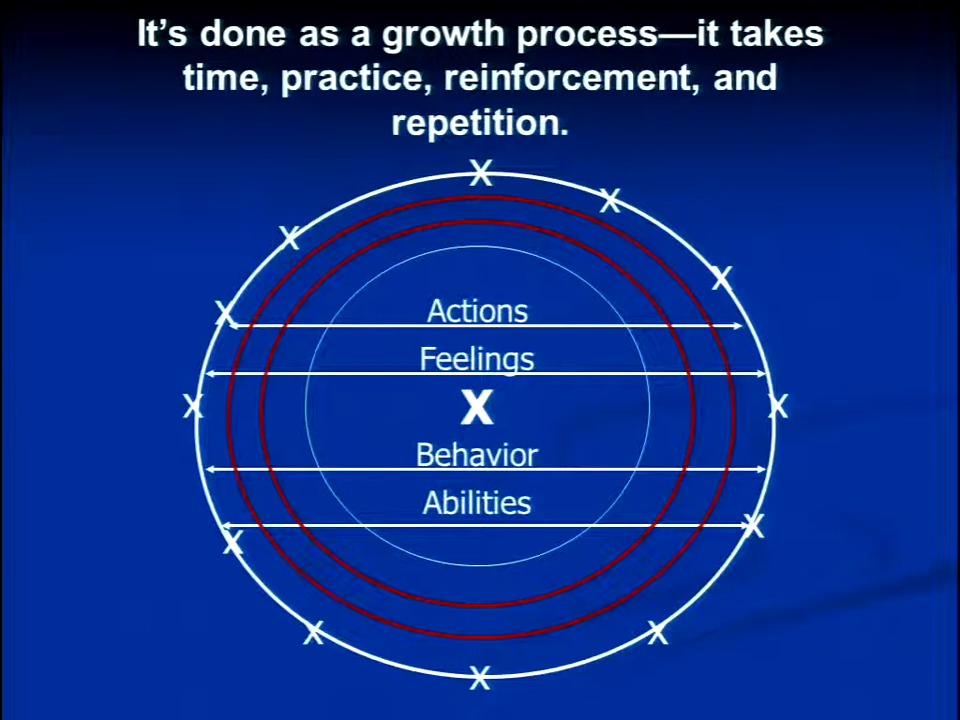 It’s done as a growth process—it takes
time, practice, reinforcement, and
repetition.
X
X
X
X
X
Actions
Feelings
X
X
X
Behavior
Abilities
X
X
X
X
X